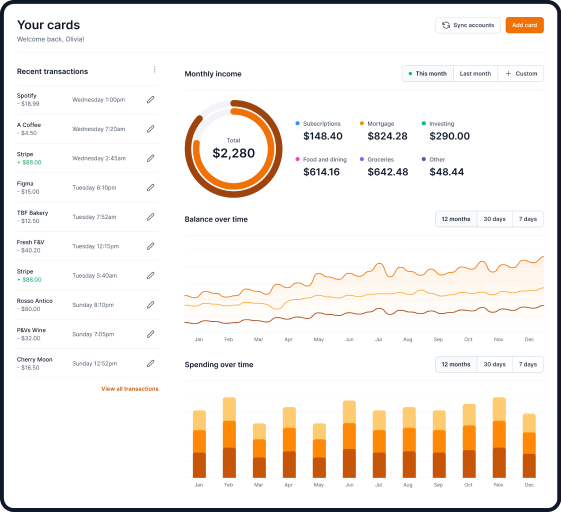 Your cards
Welcome back, Olivia!
Sync accounts
Add card
Recent transactions
Spotify
- $18.99
Wednesday 1:00pm
A Coffee
- $4.50
Wednesday 7:20am
Stripe
+ $88.00
Wednesday 2:45am
Figma
- $15.00
Tuesday 6:10pm
TBF Bakery
- $12.50
Tuesday 7:52am
Fresh F&V
- $40.20
Tuesday 12:15pm
Stripe
+ $88.00
Tuesday 5:40am
Rosso Antico
- $80.00
Sunday 8:10pm
P&Vs Wine
- $32.00
Sunday 7:05pm
Cherry Moon
- $16.50
Sunday 12:52pm
View all transactions
Monthly income
This month
Last month
Custom
Total
$2,280
Subscriptions
$148.40
Mortgage
$824.28
Investing
$290.00
Food and dining
$614.16
Groceries
$642.48
Other
$48.44
Balance over time
12 months
30 days
7 days
Jan Feb Mar Apr May Jun Jul Aug Sep Oct Nov Dec
Spending over time
12 months
30 days
7 days
Jan Feb Mar Apr May Jun Jul Aug Sep Oct Nov Dec